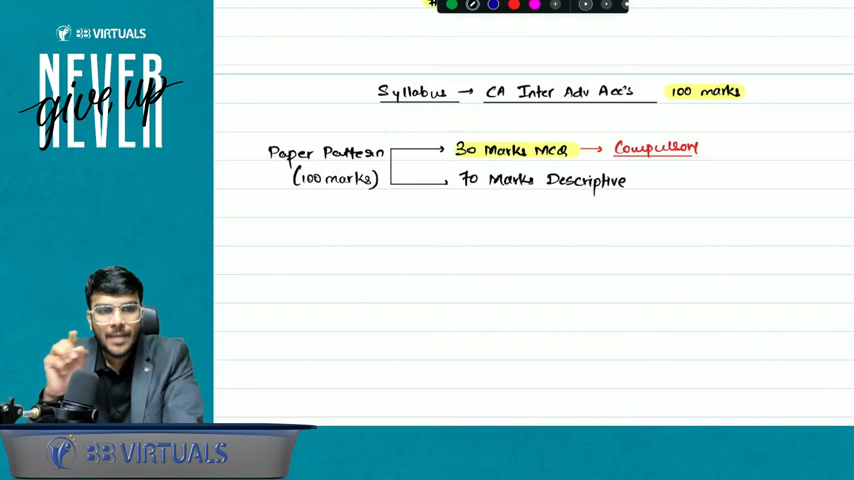 BB VIRTUALS
NEVER
give up
NEVER
Syllabus → CA Inter Adv Acc's 100 marks
Paper Pattern → 30 Marks MCQ → Compulsory
(100 marks) → 70 Marks Descriptive
BB VIRTUALS